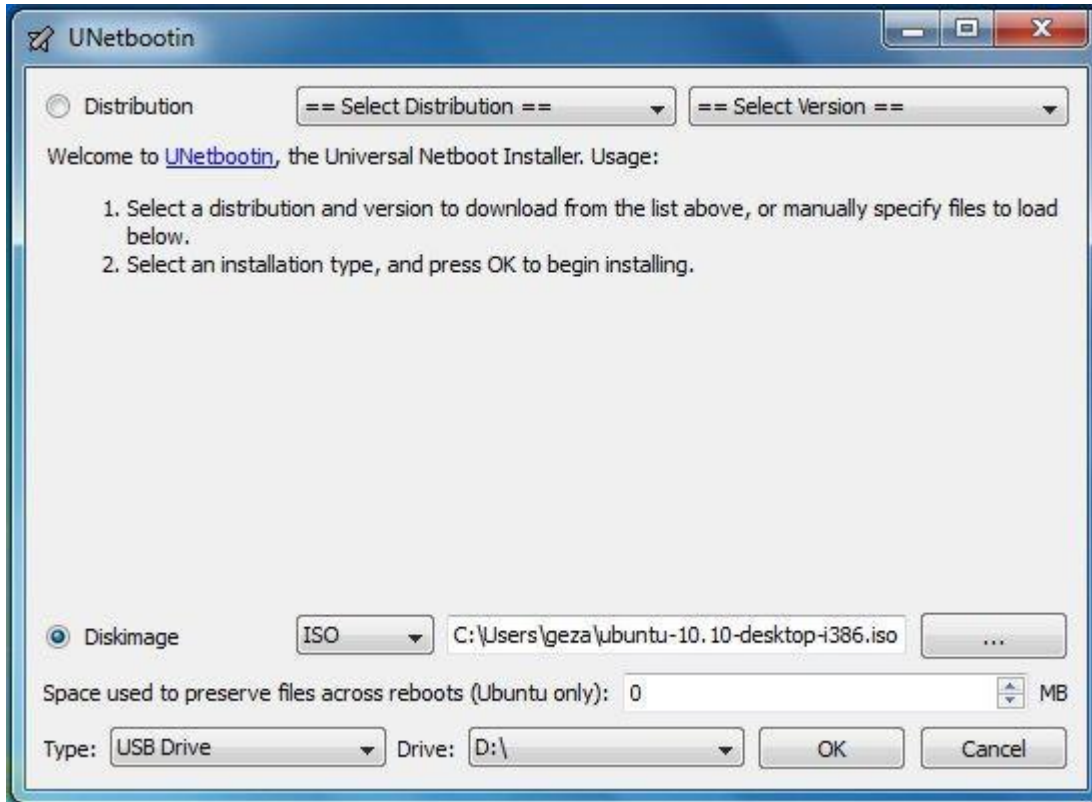 UNetbootin
Distribution == Select Distribution == == Select Version ==
Welcome to UNetbootin, the Universal Netboot Installer. Usage:
1. Select a distribution and version to download from the list above, or manually specify files to load
below.
2. Select an installation type, and press OK to begin installing.
Diskimage ISO C:\Users\geza\ubuntu-10.10-desktop-i386.iso ...
Space used to preserve files across reboots (Ubuntu only): 0 MB
Type: USB Drive Drive: D:\ OK Cancel